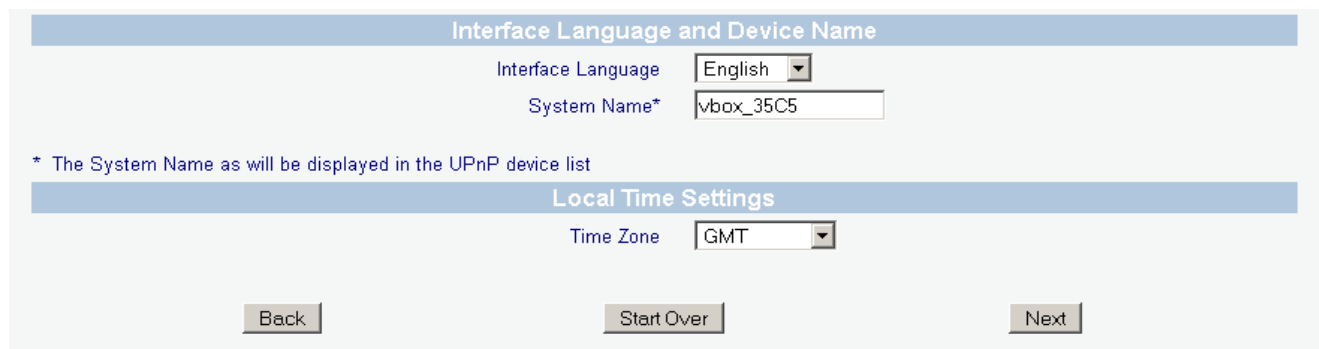 Interface Language and Device Name
Interface Language English
System Name* vbox_35C5
* The System Name as will be displayed in the UPnP device list
Local Time Settings
Time Zone GMT
Back Start Over Next